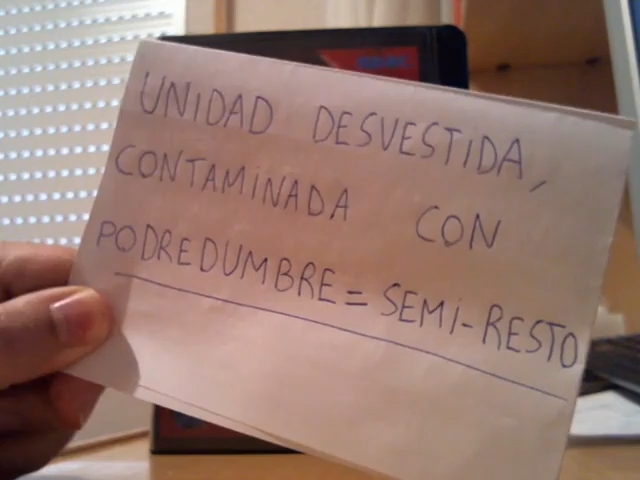 UNIDAD DESVESTIDA,
CONTAMINADA CON
PODREDUMBRE = SEMI-RESTO